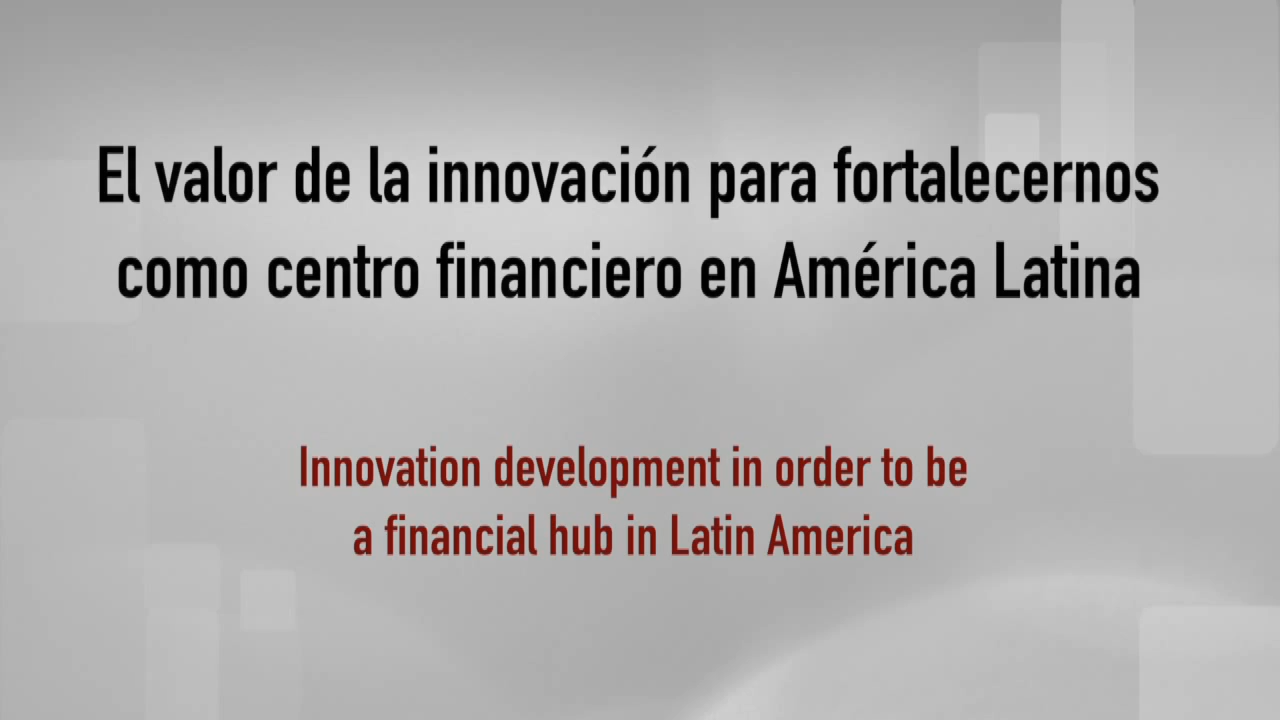 El valor de la innovación para fortalecernos
como centro financiero en América Latina
Innovation development in order to be
a financial hub in Latin America